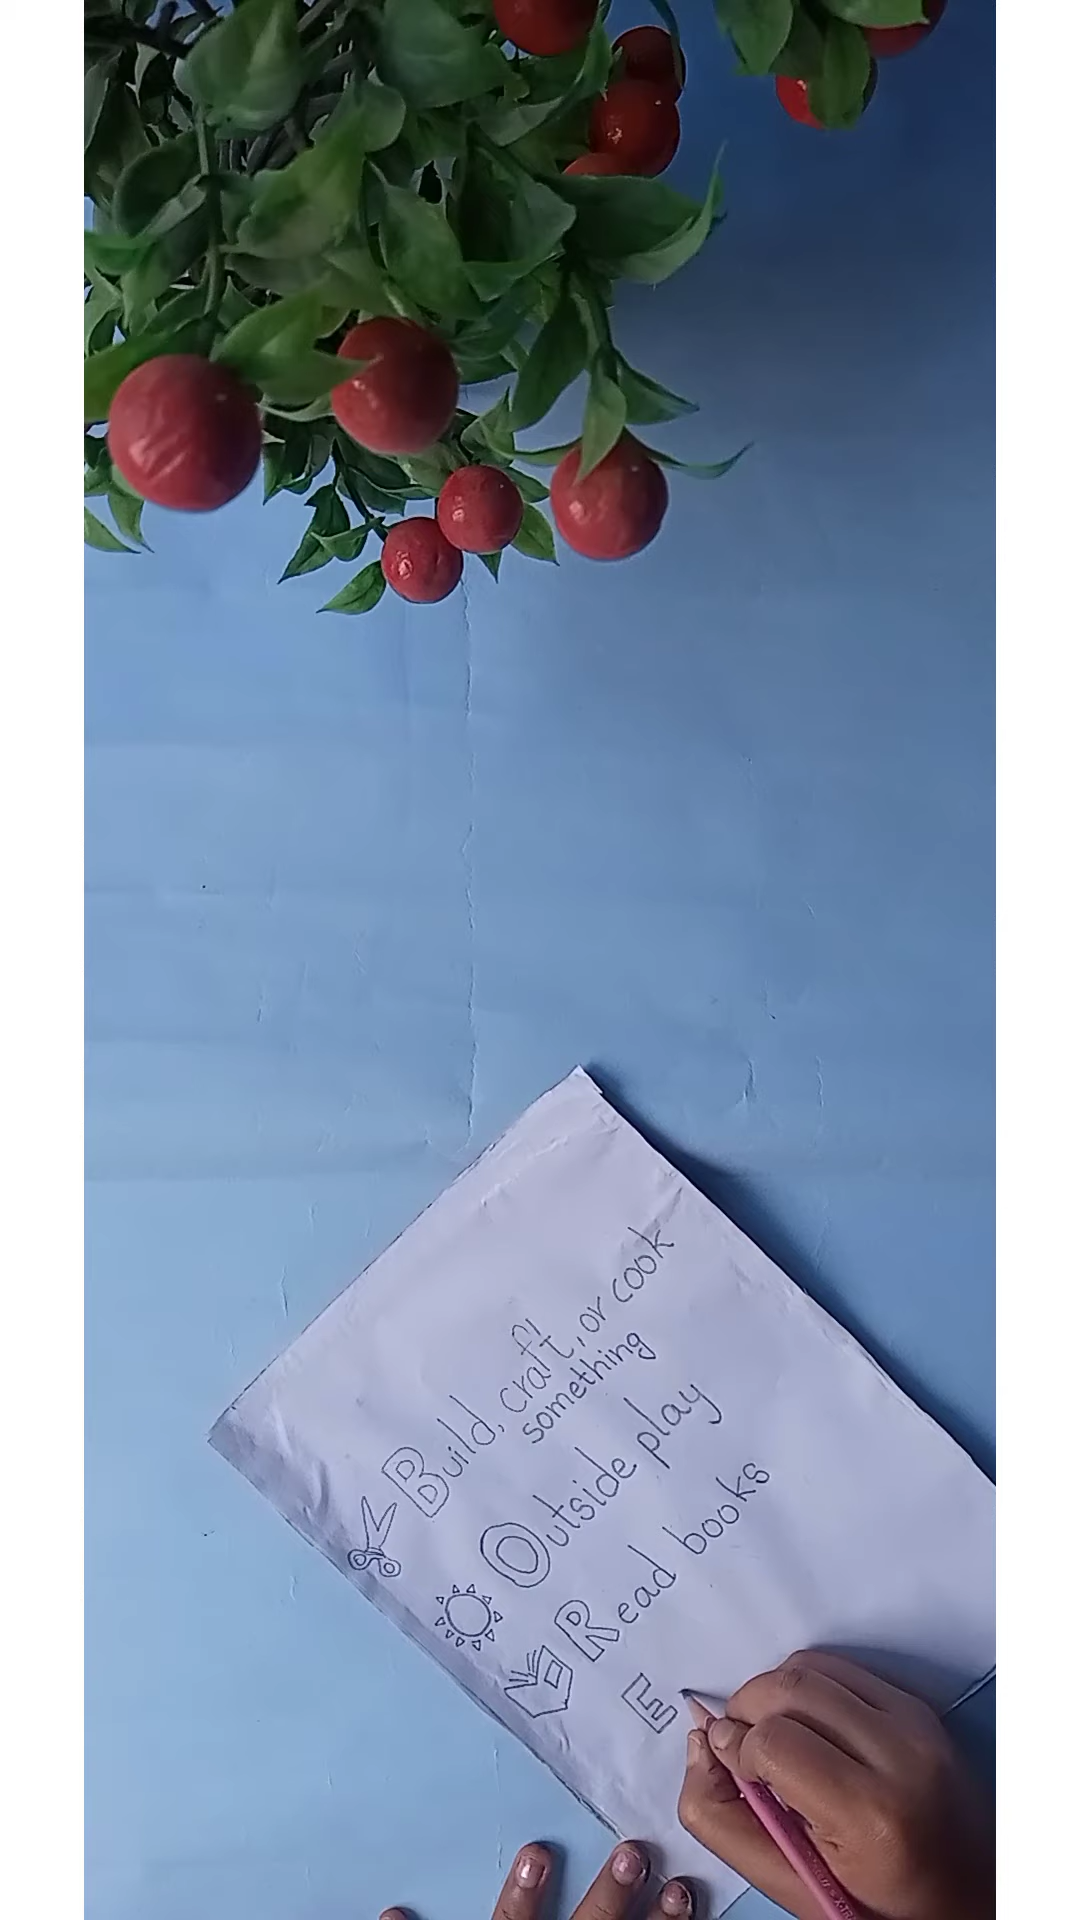 Build, craft, or cook
something
Outside play
Read books
E